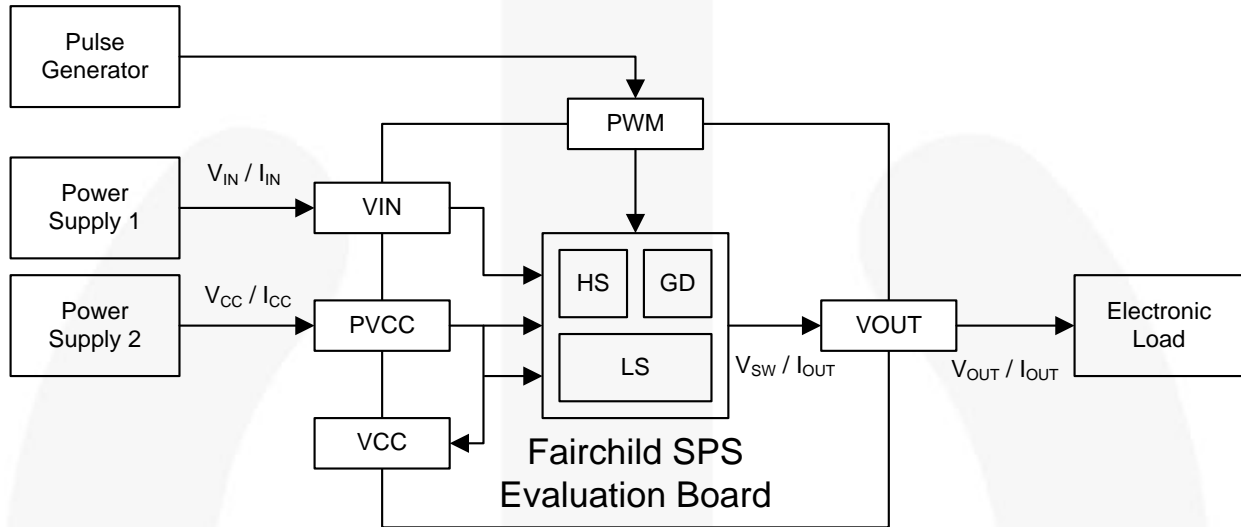 Pulse
Generator
PWM
Power
Supply 1
V_IN / I_IN
VIN
HS
GD
Power
Supply 2
V_CC / I_CC
PVCC
LS
VOUT
Electronic
Load
V_SW / I_OUT
V_OUT / I_OUT
VCC
Fairchild SPS
Evaluation Board